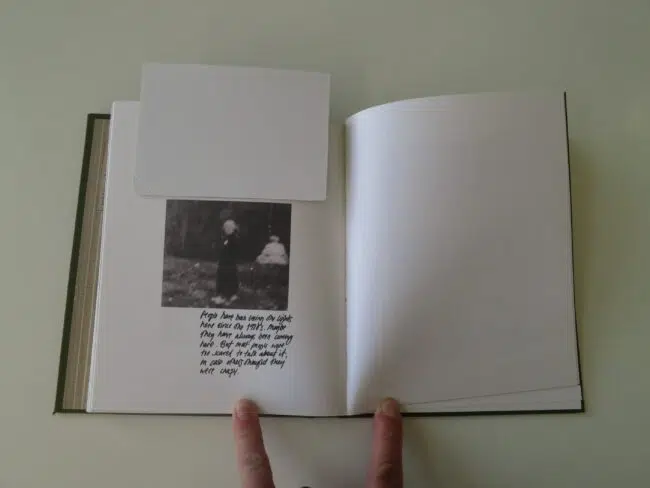 People have been seeing the lights
here since the 1930's. Maybe
they have always been coming
here. But most people were
too scared to talk about it,
in case others thought they
were crazy.